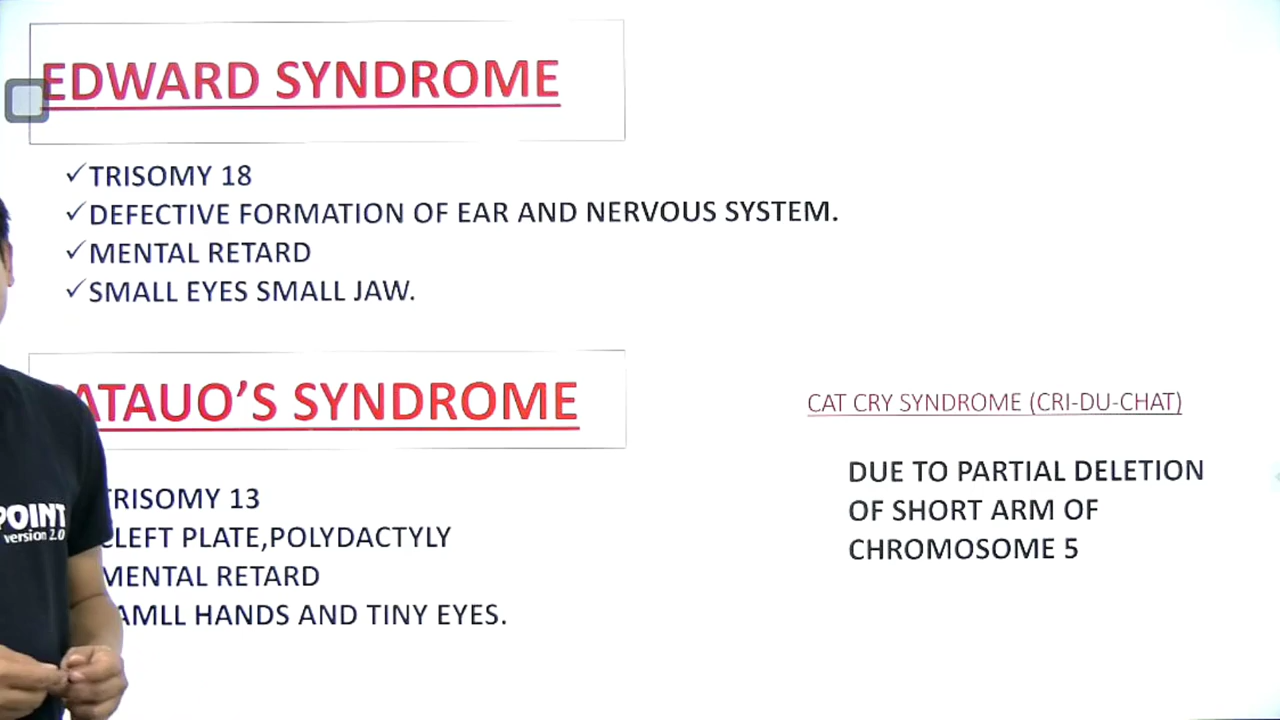 EDWARD SYNDROME
✓TRISOMY 18
✓DEFECTIVE FORMATION OF EAR AND NERVOUS SYSTEM.
✓MENTAL RETARD
✓SMALL EYES SMALL JAW.
ATAUO'S SYNDROME
CAT CRY SYNDROME (CRI-DU-CHAT)
DUE TO PARTIAL DELETION
OF SHORT ARM OF
CHROMOSOME 5
TRISOMY 13
CLEFT PLATE,POLYDACTYLY
MENTAL RETARD
AMLL HANDS AND TINY EYES.
POINT
version 2.0